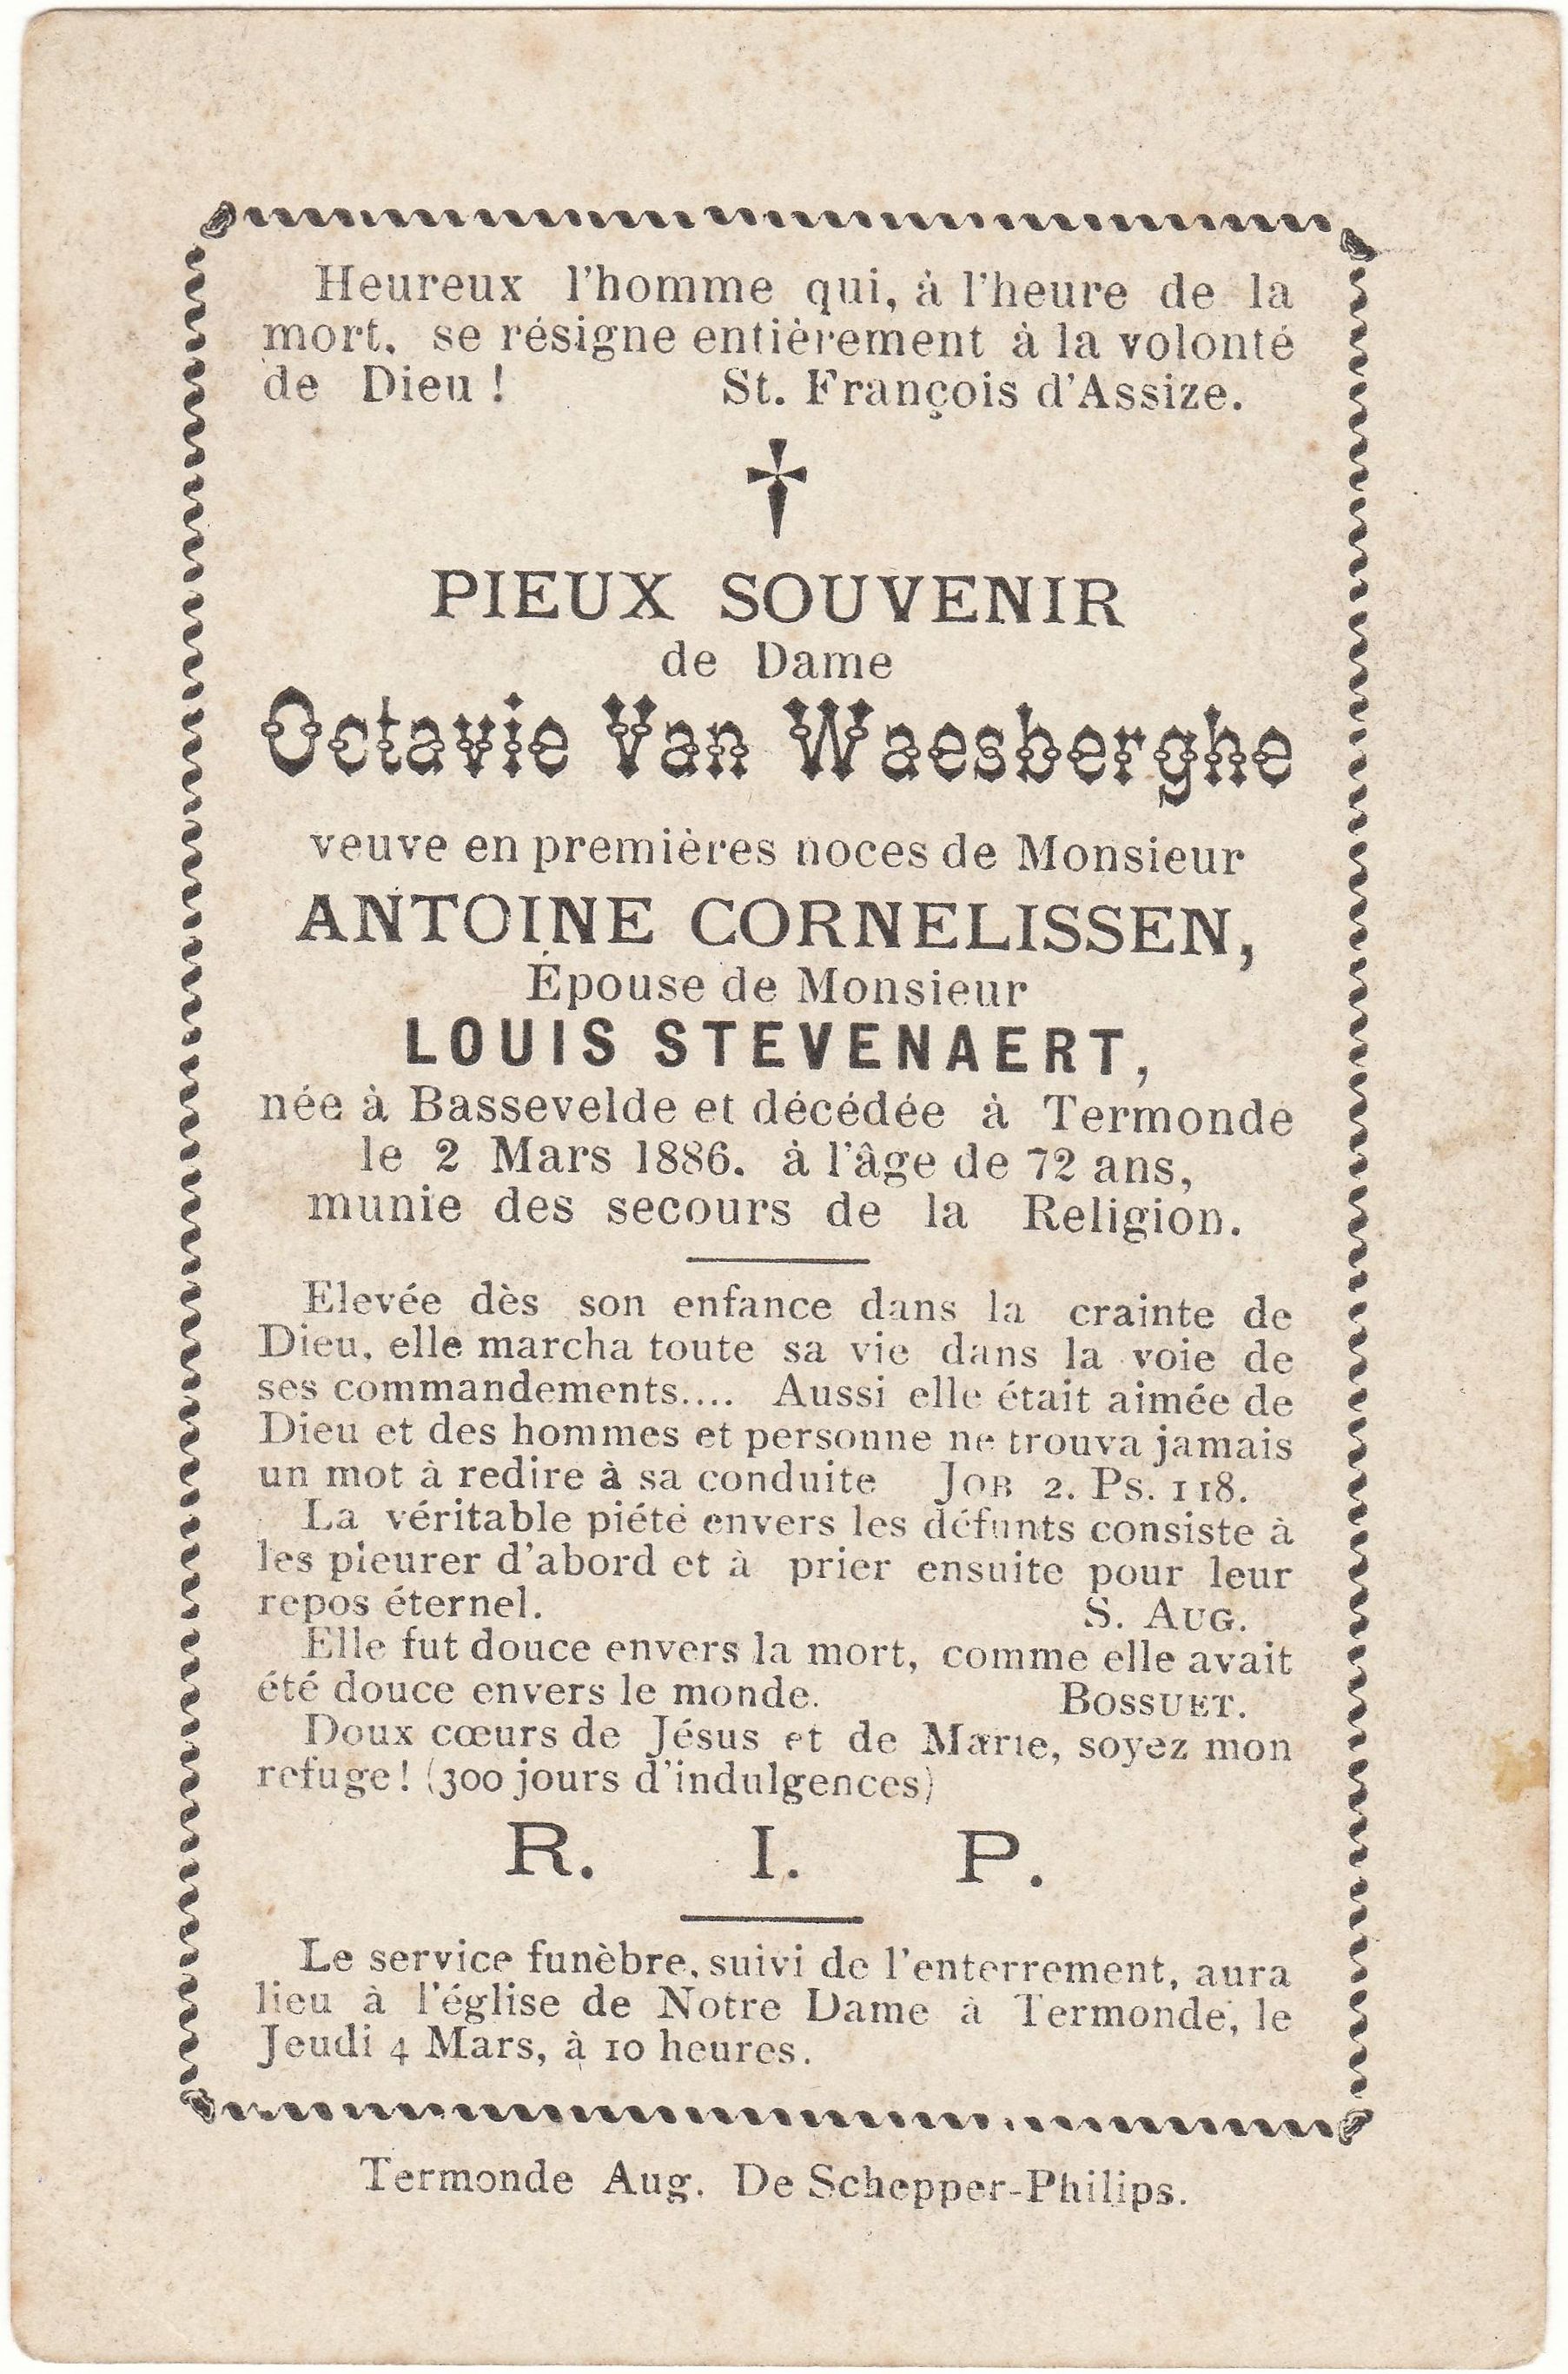 Heureux l'homme qui, à l'heure de la
mort, se résigne entièrement à la volonté
de Dieu ! St. François d'Assize.
†
PIEUX SOUVENIR
de Dame
Octavie Van Waesberghe
veuve en premières noces de Monsieur
ANTOINE CORNELISSEN,
Épouse de Monsieur
LOUIS STEVENAERT,
née à Bassevelde et décédée à Termonde
le 2 Mars 1886. à l'âge de 72 ans,
munie des secours de la Religion.
Elevée dès son enfance dans la crainte de
Dieu, elle marcha toute sa vie dans la voie de
ses commandements.... Aussi elle était aimée de
Dieu et des hommes et personne ne trouva jamais
un mot à redire à sa conduite JOB 2. Ps. 118.
La véritable piété envers les défunts consiste à
les pleurer d'abord et à prier ensuite pour leur
repos éternel. S. AUG.
Elle fut douce envers la mort, comme elle avait
été douce envers le monde. BOSSUET.
Doux cœurs de Jésus et de Marie, soyez mon
refuge ! (300 jours d'indulgences)
R. I. P.
Le service funèbre, suivi de l'enterrement, aura
lieu à l'église de Notre Dame à Termonde, le
Jeudi 4 Mars, à 10 heures.
Termonde Aug. De Schepper-Philips.